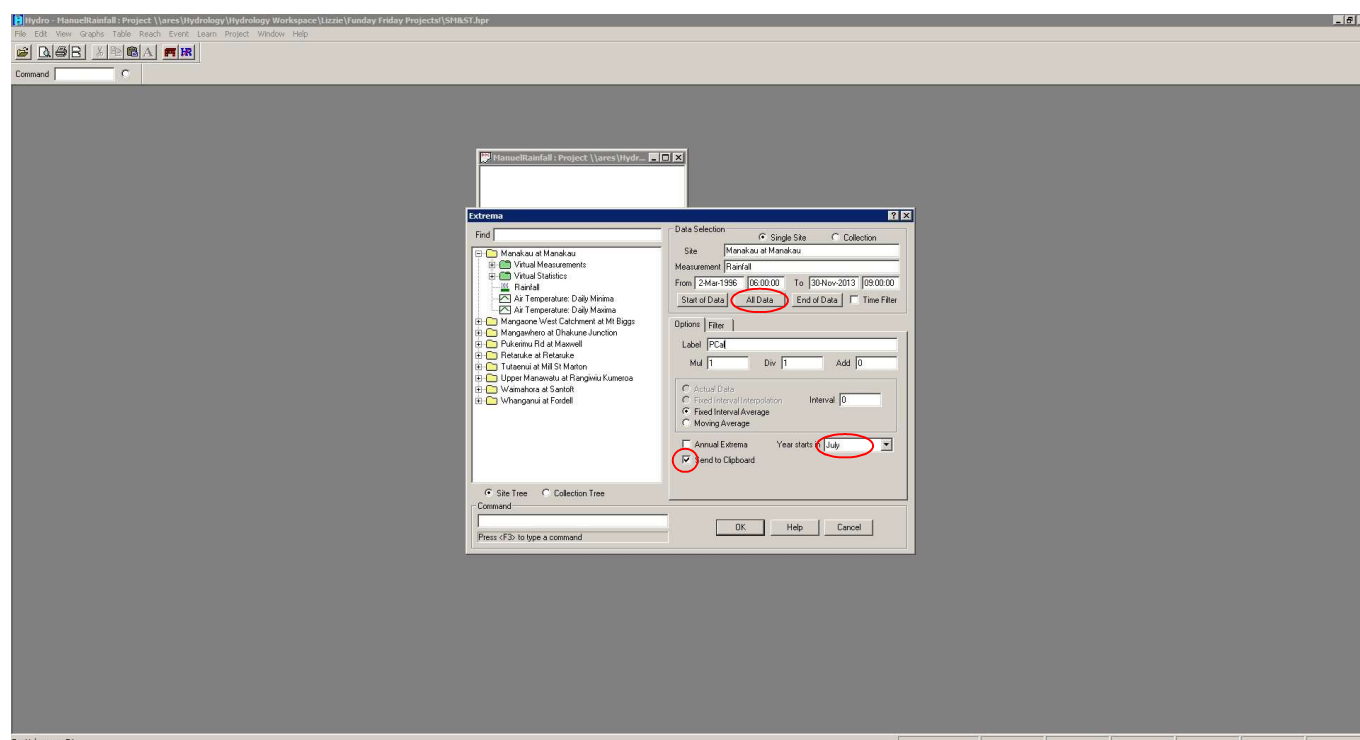 Hydro - ManuelRainfall : Project \\ares\Hydrology\Hydrology Workspace\Lizzie\Funday Friday Projects!\SM&ST.hpr
File Edit View Graphs Table Reach Event Learn Project Window Help
Command
ManuelRainfall : Project \\ares\Hydr...
Extrema
Find
Manakau at Manakau
Virtual Measurements
Virtual Statistics
Rainfall
Air Temperature: Daily Minima
Air Temperature: Daily Maxima
Mangaone West Catchment at Mt Biggs
Mangawhero at Ohakune Junction
Pukerimu Rd at Maxwell
Retaruke at Retaruke
Tutaenui at Mill St Marton
Upper Manawatu at Rangiwiu Kumeroa
Waimahora at Santoft
Whanganui at Fordell
Site Tree Collection Tree
Command
Press <F3> to type a command
Data Selection
Single Site Collection
Site Manakau at Manakau
Measurement Rainfall
From 2-Mar-1996 06:00:00 To 30-Nov-2013 09:00:00
Start of Data All Data End of Data Time Filter
Options Filter
Label PCal
Mul 1 Div 1 Add 0
Actual Data
Fixed Interval Interpolation Interval 0
Fixed Interval Average
Moving Average
Annual Extrema Year starts in July
Send to Clipboard
OK Help Cancel